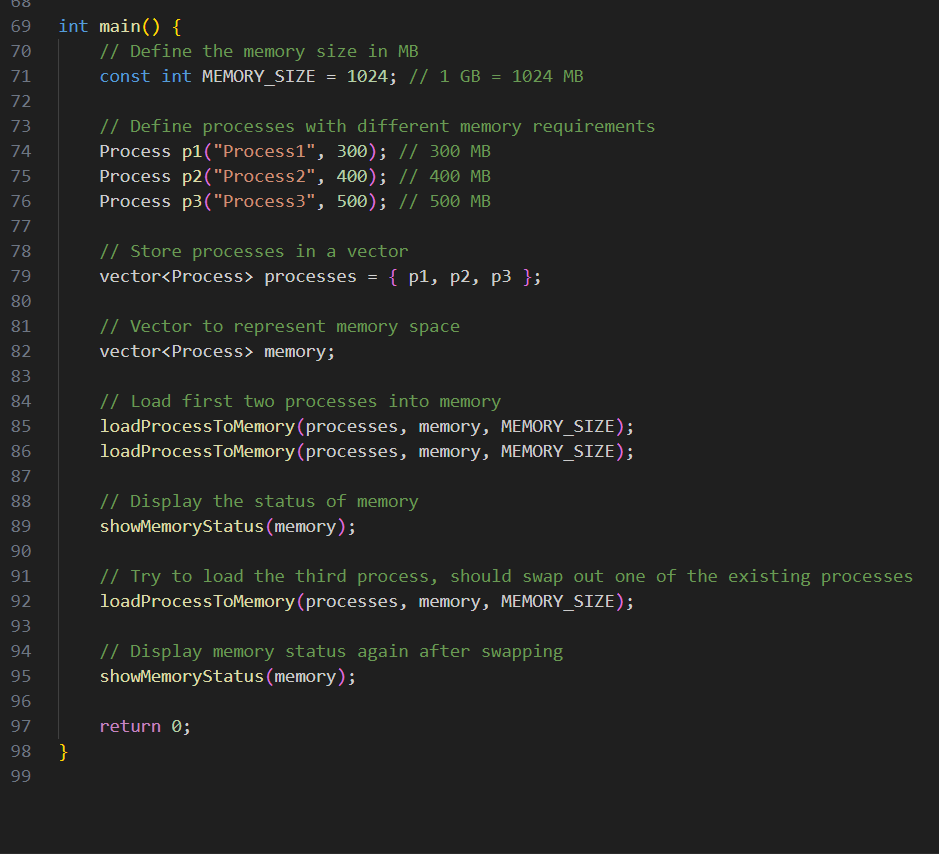 68
69 int main() {
70 // Define the memory size in MB
71 const int MEMORY_SIZE = 1024; // 1 GB = 1024 MB
72
73 // Define processes with different memory requirements
74 Process p1("Process1", 300); // 300 MB
75 Process p2("Process2", 400); // 400 MB
76 Process p3("Process3", 500); // 500 MB
77
78 // Store processes in a vector
79 vector<Process> processes = { p1, p2, p3 };
80
81 // Vector to represent memory space
82 vector<Process> memory;
83
84 // Load first two processes into memory
85 loadProcessToMemory(processes, memory, MEMORY_SIZE);
86 loadProcessToMemory(processes, memory, MEMORY_SIZE);
87
88 // Display the status of memory
89 showMemoryStatus(memory);
90
91 // Try to load the third process, should swap out one of the existing processes
92 loadProcessToMemory(processes, memory, MEMORY_SIZE);
93
94 // Display memory status again after swapping
95 showMemoryStatus(memory);
96
97 return 0;
98 }
99